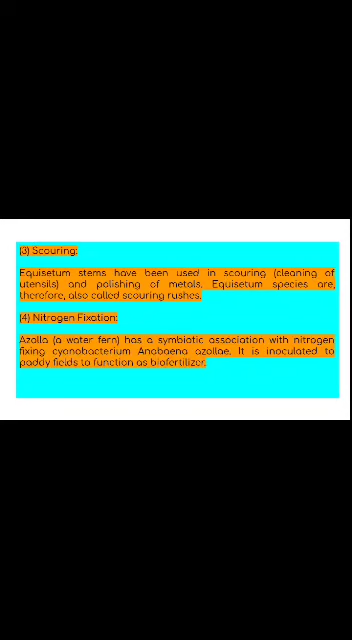 (3) Scouring:
Equisetum stems have been used in scouring (cleaning of
utensils) and polishing of metals. Equisetum species are,
therefore, also called scouring rushes.
(4) Nitrogen Fixation:
Azolla (a water fern) has a symbiotic association with nitrogen
fixing cyanobacterium Anabaena azollae. It is inoculated to
paddy fields to function as biofertilizer.